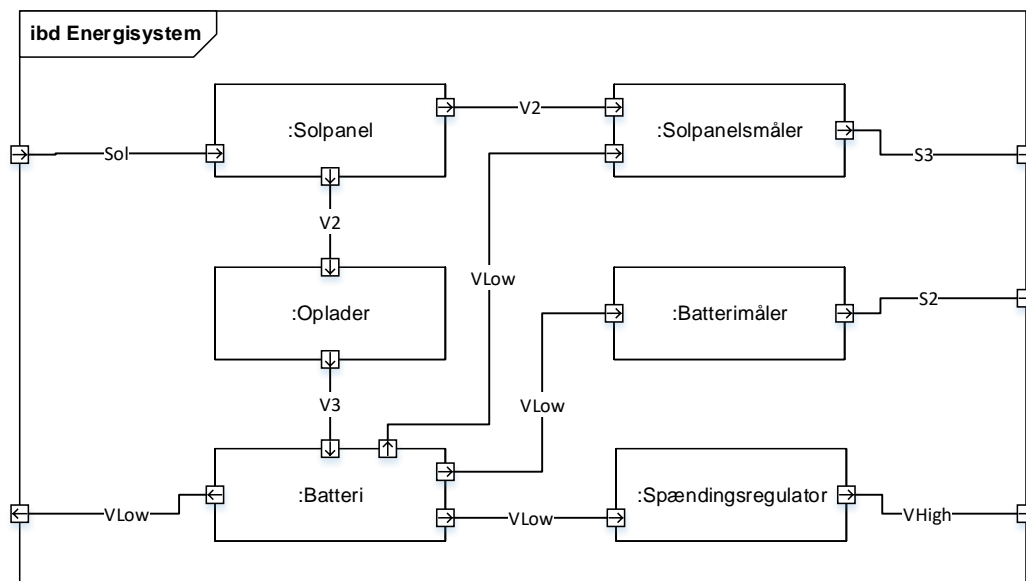 ibd Energisystem
:Solpanel
V2
:Solpanelsmåler
Sol
S3
V2
VLow
:Oplader
:Batterimåler
S2
V3
VLow
:Batteri
:Spændingsregulator
VLow
VLow
VHigh